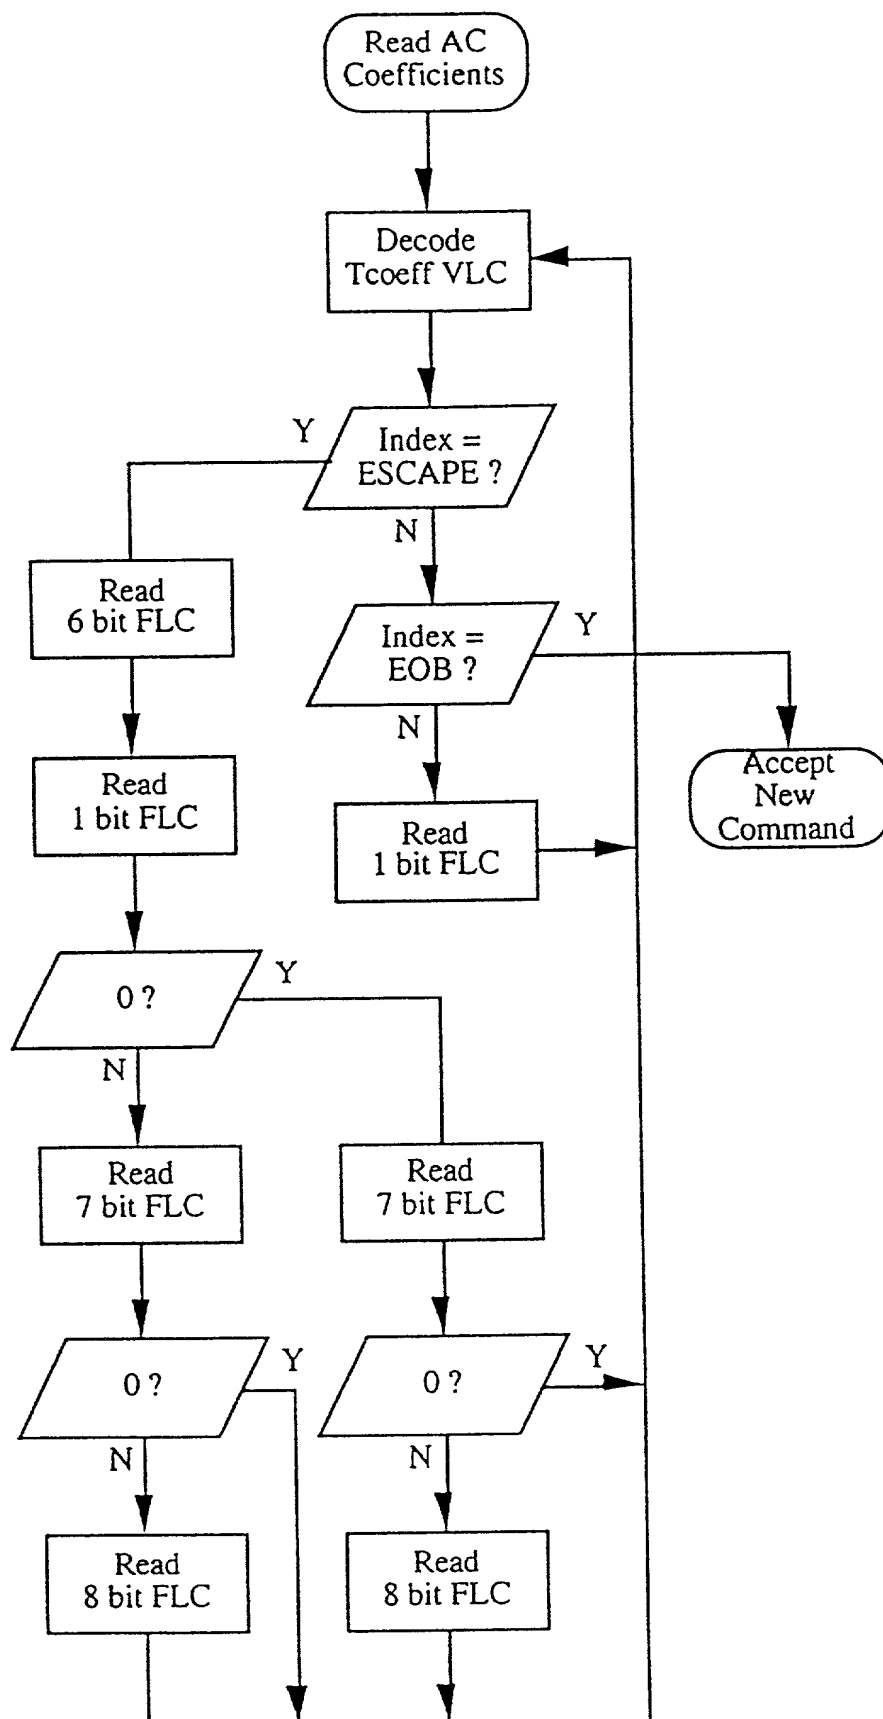 Read AC
Coefficients
Decode
Tcoeff VLC
Y
Index =
ESCAPE ?
N
Read
6 bit FLC
Index =
EOB ?
Y
N
Read
1 bit FLC
Accept
New
Command
Read
1 bit FLC
0 ?
Y
N
Read
7 bit FLC
Read
7 bit FLC
0 ?
Y
0 ?
Y
N
N
Read
8 bit FLC
Read
8 bit FLC